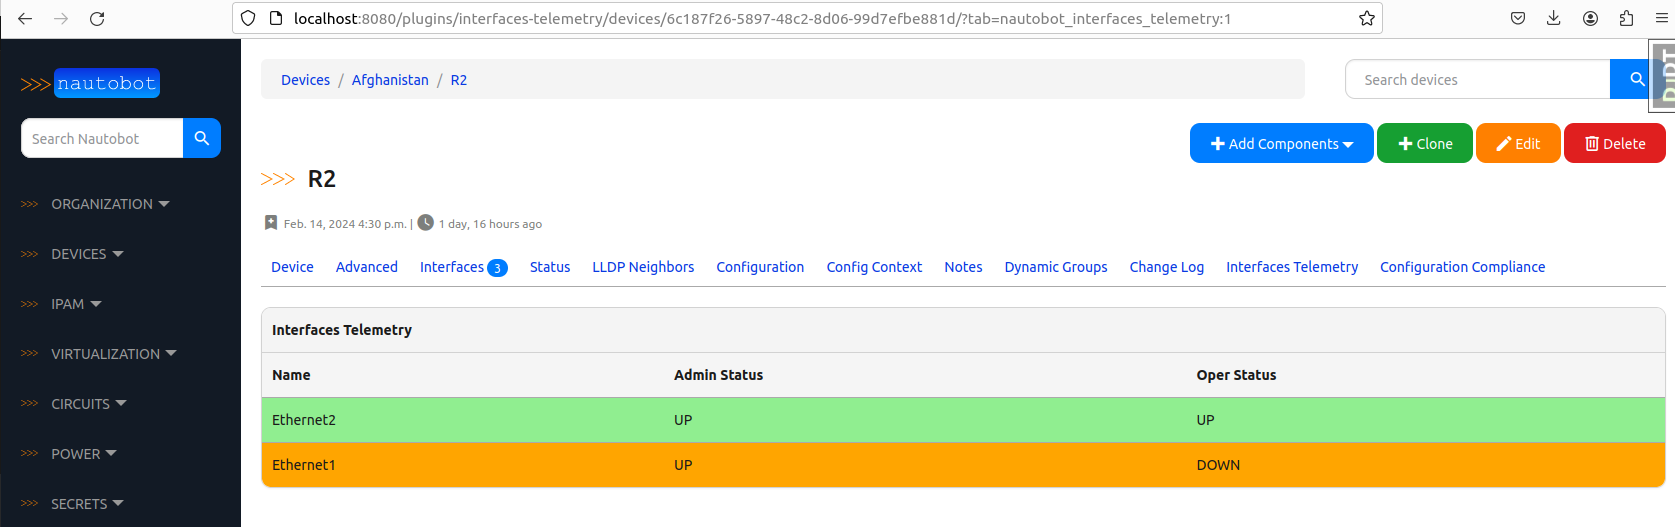 localhost:8080/plugins/interfaces-telemetry/devices/6c187f26-5897-48c2-8d06-99d7efbe881d/?tab=nautobot_interfaces_telemetry:1
>>> nautobot
Search Nautobot
>>> ORGANIZATION
>>> DEVICES
>>> IPAM
>>> VIRTUALIZATION
>>> CIRCUITS
>>> POWER
>>> SECRETS
Devices / Afghanistan / R2
Search devices
DJDT
Add Components
Clone
Edit
Delete
>>> R2
Feb. 14, 2024 4:30 p.m. | 1 day, 16 hours ago
Device Advanced Interfaces 3 Status LLDP Neighbors Configuration Config Context Notes Dynamic Groups Change Log Interfaces Telemetry Configuration Compliance
Interfaces Telemetry
Name Admin Status Oper Status
Ethernet2 UP UP
Ethernet1 UP DOWN